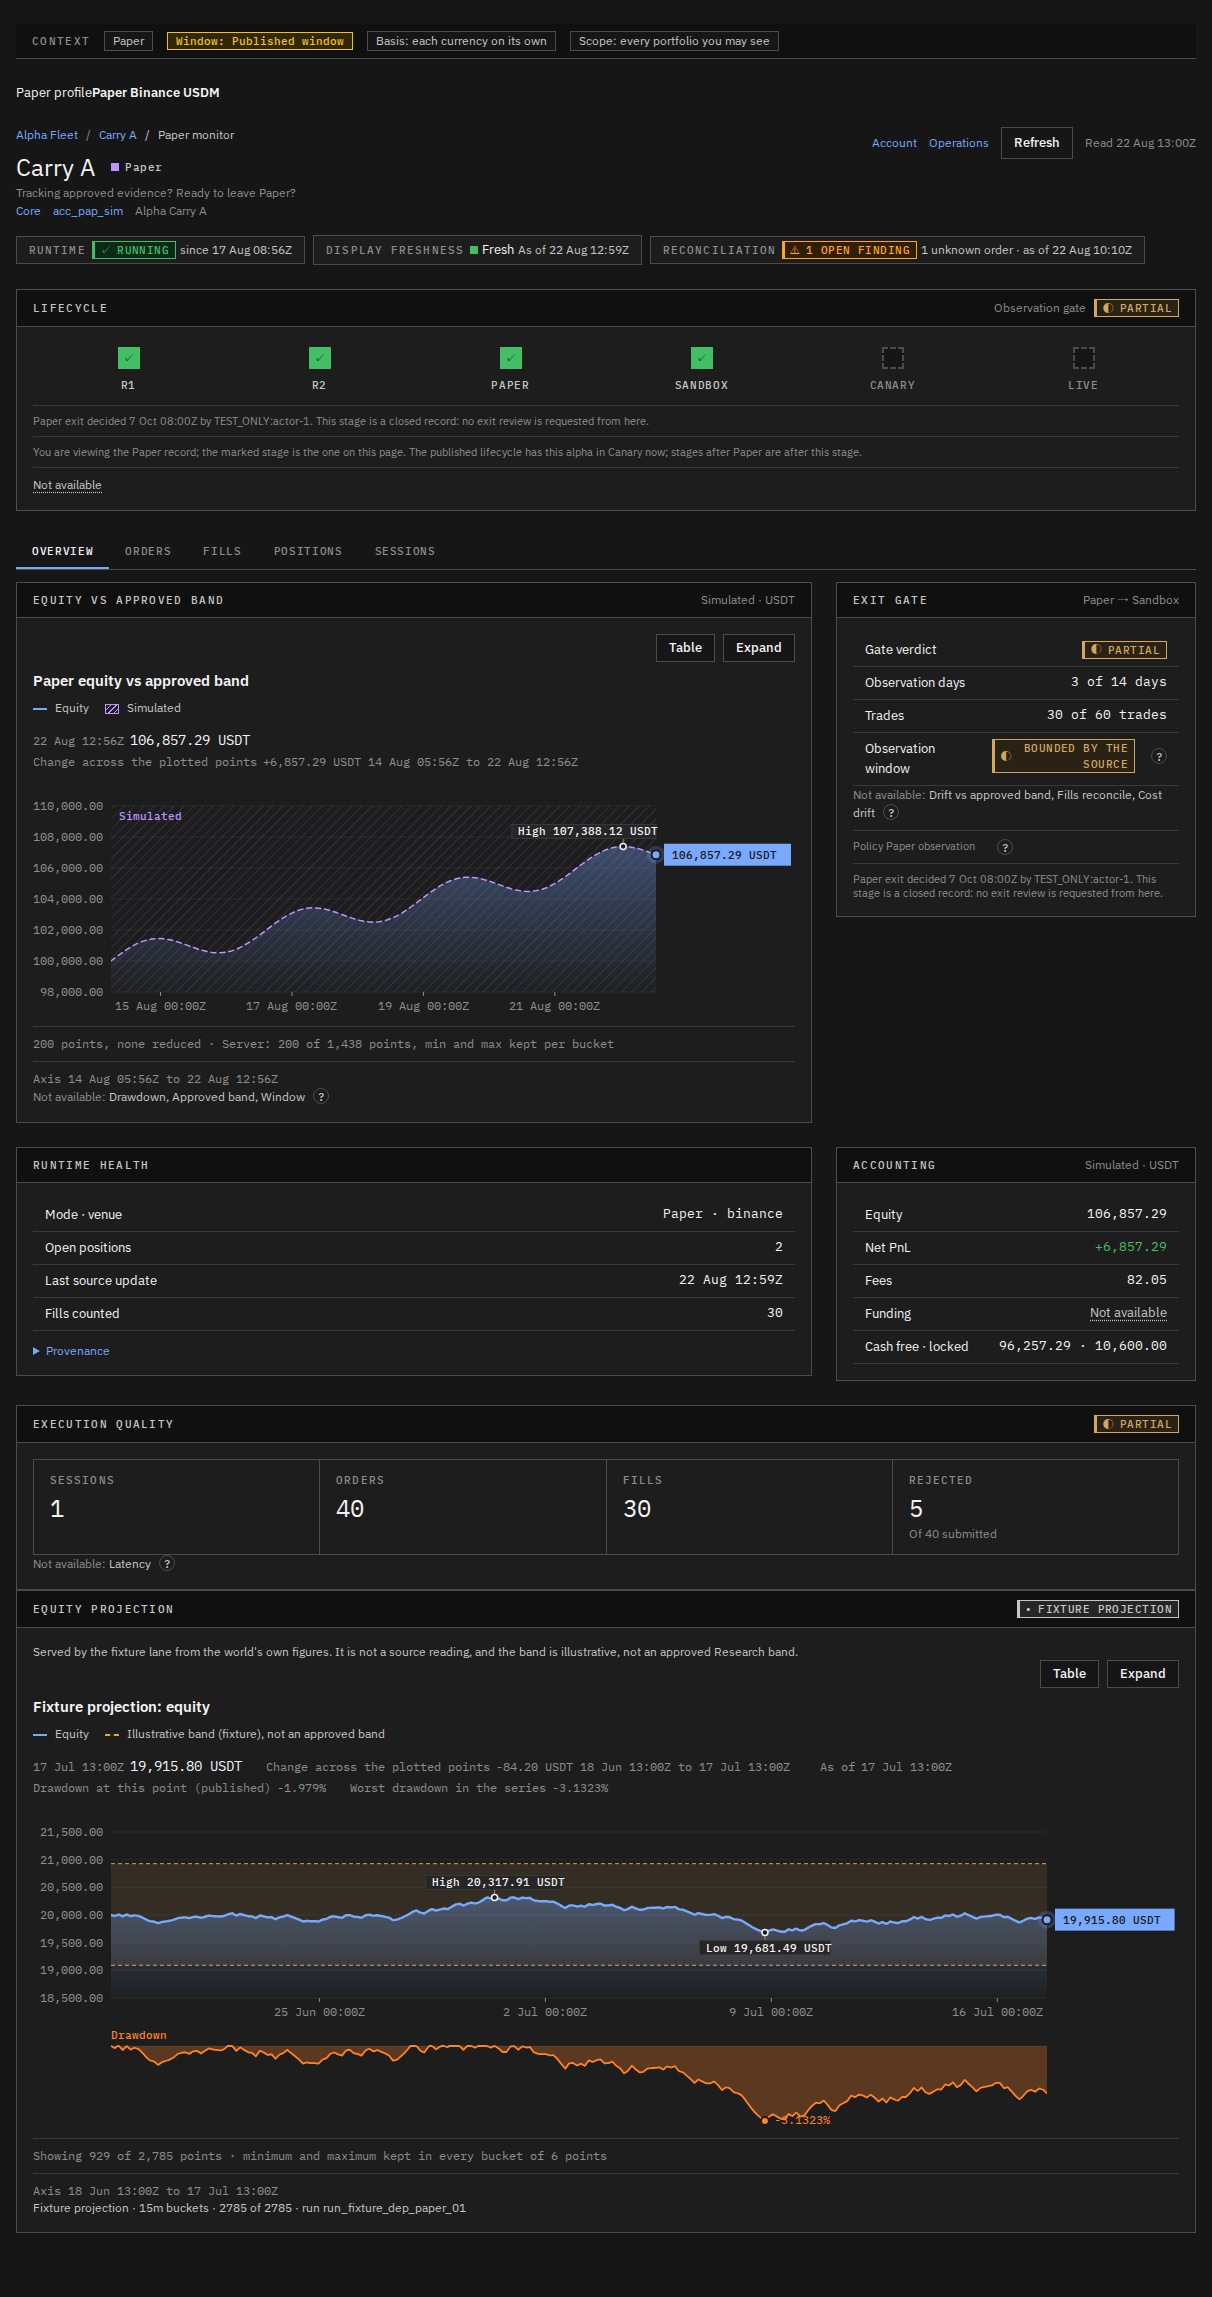 CONTEXT Paper Window: Published window Basis: each currency on its own Scope: every portfolio you may see
Paper profilePaper Binance USDM
Alpha Fleet / Carry A / Paper monitor
Account Operations Refresh Read 22 Aug 13:00Z
Carry A Paper
Tracking approved evidence? Ready to leave Paper?
Core acc_pap_sim Alpha Carry A
RUNTIME ✓ RUNNING since 17 Aug 08:56Z DISPLAY FRESHNESS Fresh As of 22 Aug 12:59Z RECONCILIATION ⚠ 1 OPEN FINDING 1 unknown order · as of 22 Aug 10:10Z
LIFECYCLE Observation gate PARTIAL
✓ ✓ ✓ ✓
R1 R2 PAPER SANDBOX CANARY LIVE
Paper exit decided 7 Oct 08:00Z by TEST_ONLY:actor-1. This stage is a closed record: no exit review is requested from here.
You are viewing the Paper record; the marked stage is the one on this page. The published lifecycle has this alpha in Canary now; stages after Paper are after this stage.
Not available
OVERVIEW ORDERS FILLS POSITIONS SESSIONS
EQUITY VS APPROVED BAND Simulated · USDT
Table Expand
Paper equity vs approved band
Equity Simulated
22 Aug 12:56Z 106,857.29 USDT
Change across the plotted points +6,857.29 USDT 14 Aug 05:56Z to 22 Aug 12:56Z
110,000.00
Simulated
High 107,388.12 USDT
108,000.00
106,857.29 USDT
106,000.00
104,000.00
102,000.00
100,000.00
98,000.00
15 Aug 00:00Z 17 Aug 00:00Z 19 Aug 00:00Z 21 Aug 00:00Z
200 points, none reduced · Server: 200 of 1,438 points, min and max kept per bucket
Axis 14 Aug 05:56Z to 22 Aug 12:56Z
Not available: Drawdown, Approved band, Window ?
EXIT GATE Paper → Sandbox
Gate verdict PARTIAL
Observation days 3 of 14 days
Trades 30 of 60 trades
Observation window BOUNDED BY THE SOURCE ?
Not available: Drift vs approved band, Fills reconcile, Cost
drift ?
Policy Paper observation ?
Paper exit decided 7 Oct 08:00Z by TEST_ONLY:actor-1. This
stage is a closed record: no exit review is requested from here.
RUNTIME HEALTH
Mode · venue Paper · binance
Open positions 2
Last source update 22 Aug 12:59Z
Fills counted 30
Provenance
ACCOUNTING Simulated · USDT
Equity 106,857.29
Net PnL +6,857.29
Fees 82.05
Funding Not available
Cash free · locked 96,257.29 · 10,600.00
EXECUTION QUALITY PARTIAL
SESSIONS ORDERS FILLS REJECTED
1 40 30 5
Of 40 submitted
Not available: Latency ?
EQUITY PROJECTION • FIXTURE PROJECTION
Served by the fixture lane from the world's own figures. It is not a source reading, and the band is illustrative, not an approved Research band.
Table Expand
Fixture projection: equity
Equity Illustrative band (fixture), not an approved band
17 Jul 13:00Z 19,915.80 USDT Change across the plotted points -84.20 USDT 18 Jun 13:00Z to 17 Jul 13:00Z As of 17 Jul 13:00Z
Drawdown at this point (published) -1.979% Worst drawdown in the series -3.1323%
21,500.00
21,000.00
High 20,317.91 USDT
20,500.00
20,000.00
19,915.80 USDT
19,500.00
Low 19,681.49 USDT
19,000.00
18,500.00
25 Jun 00:00Z 2 Jul 00:00Z 9 Jul 00:00Z 16 Jul 00:00Z
Drawdown
-3.1323%
Showing 929 of 2,785 points · minimum and maximum kept in every bucket of 6 points
Axis 18 Jun 13:00Z to 17 Jul 13:00Z
Fixture projection · 15m buckets · 2785 of 2785 · run run_fixture_dep_paper_01